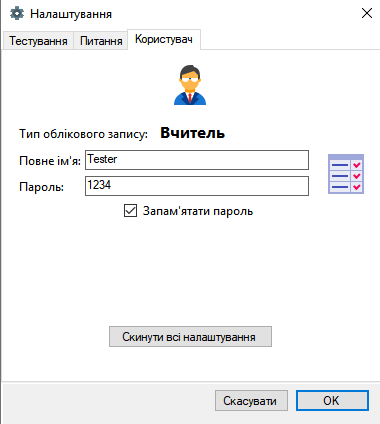 Налаштування
Тестування Питання Користувач
Тип облікового запису: Вчитель
Повне ім'я: Tester
Пароль: 1234
Запам'ятати пароль
Скинути всі налаштування
Скасувати OK